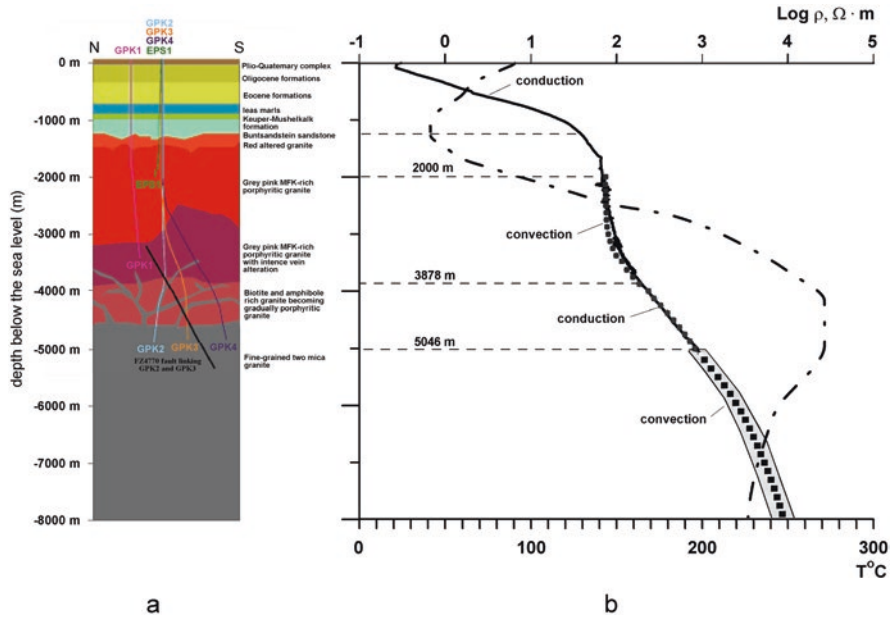 GPK2
GPK3
GPK4
N GPK1 EPS1 S
0 m
-1000 m
-2000 m
-3000 m
-4000 m
-5000 m
-6000 m
-7000 m
-8000 m
depth below the sea level (m)
Plio-Quaternary complex
Oligocene formations
Eocene formations
leas marls
Keuper-Mushelkalk
formation
Buntsandstein sandstone
Red altered granite
Grey pink MFK-rich
porphyritic granite
Grey pink MFK-rich
porphyritic granite
with intence vein
alteration
Biotite and amphibole
rich granite becoming
gradually porphyritic
granite
Fine-grained two mica
granite
EPS1
GPK1
GPK2 GPK3 GPK4
FZ4770 fault linking
GPK2 and GPK3
a
Log ρ, Ω · m
-1 0 1 2 3 4 5
conduction
2000 m
convection
3878 m
conduction
5046 m
convection
0 100 200 300
T°C
b